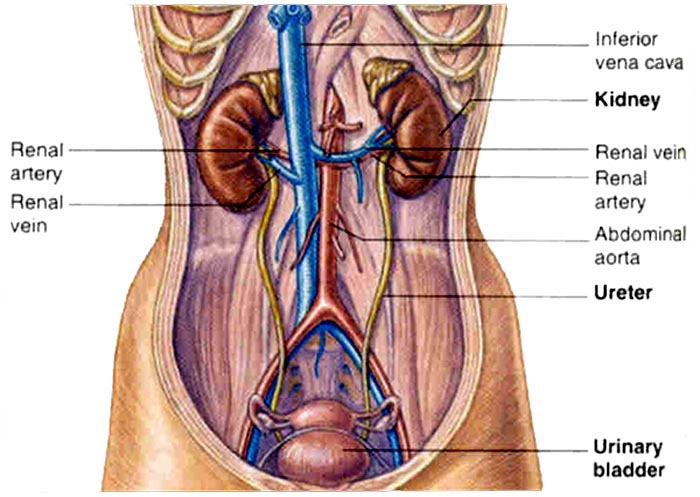 Inferior
vena cava
Kidney
Renal
artery
Renal
vein
Renal vein
Renal
artery
Abdominal
aorta
Ureter
Urinary
bladder